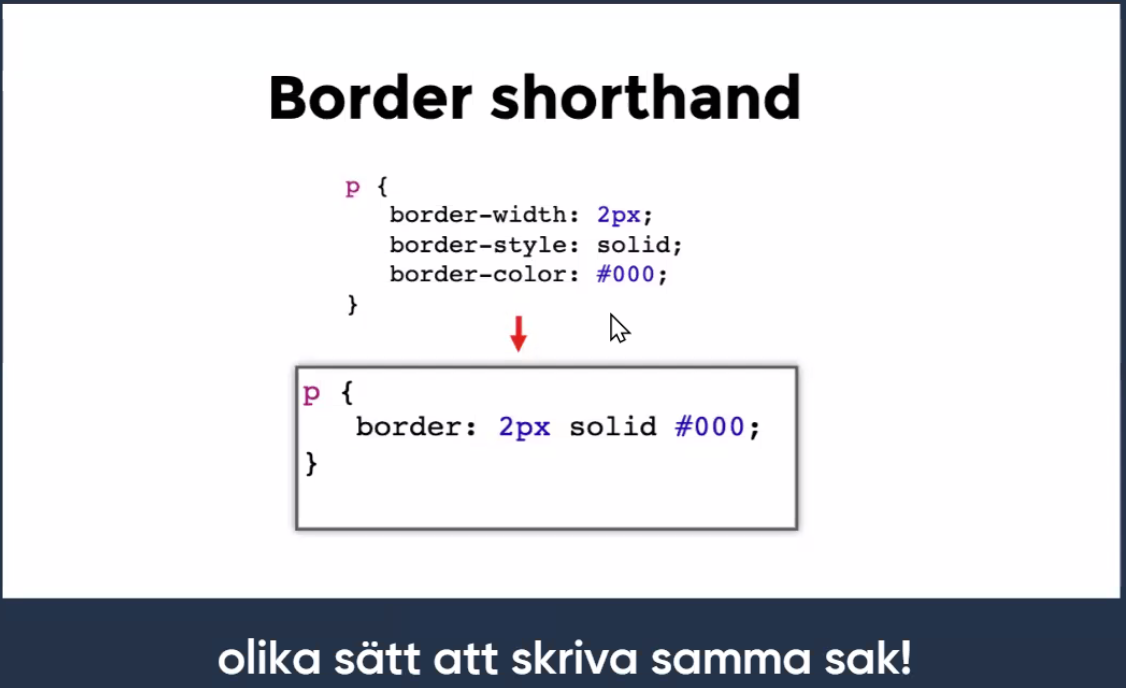 Border shorthand
p {
border-width: 2px;
border-style: solid;
border-color: #000;
}
p {
border: 2px solid #000;
}
olika sätt att skriva samma sak!